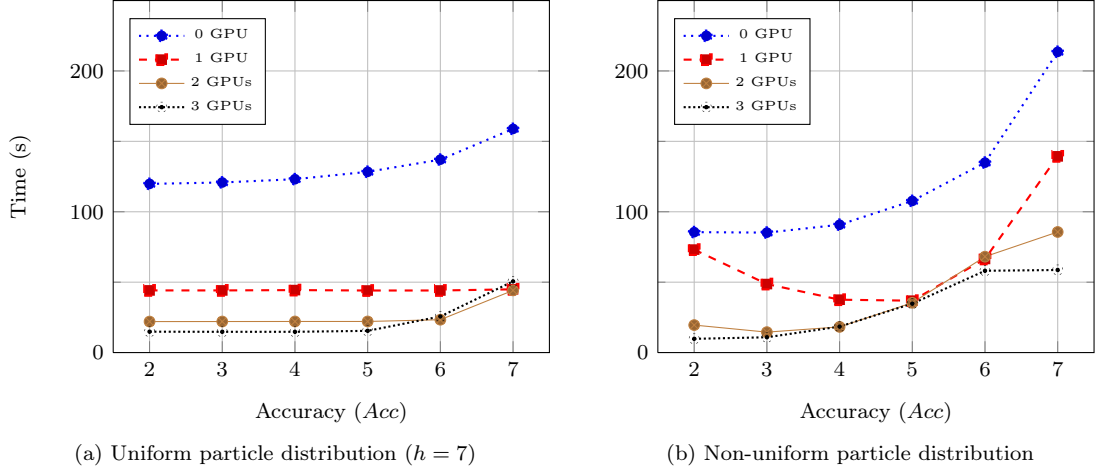 0 GPU
1 GPU
2 GPUs
3 GPUs
200
100
0
Time (s)
2 3 4 5 6 7
Accuracy (Acc)
(a) Uniform particle distribution (h = 7)
0 GPU
1 GPU
2 GPUs
3 GPUs
200
100
0
2 3 4 5 6 7
Accuracy (Acc)
(b) Non-uniform particle distribution